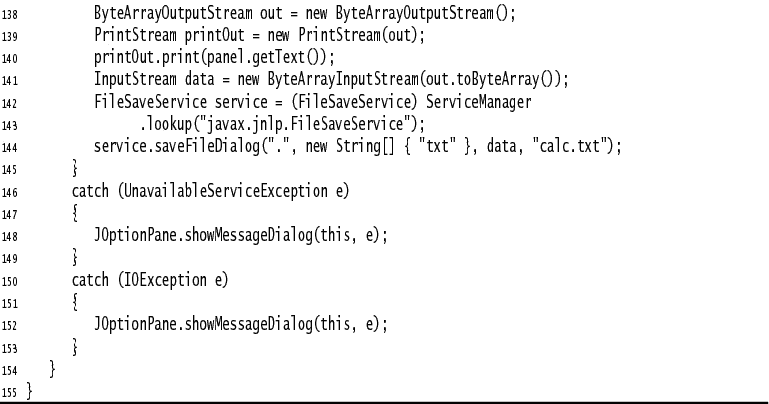 138 ByteArrayOutputStream out = new ByteArrayOutputStream();
139 PrintStream printOut = new PrintStream(out);
140 printOut.print(panel.getText());
141 InputStream data = new ByteArrayInputStream(out.toByteArray());
142 FileSaveService service = (FileSaveService) ServiceManager
143 .lookup("javax.jnlp.FileSaveService");
144 service.saveFileDialog(".", new String[] { "txt" }, data, "calc.txt");
145 }
146 catch (UnavailableServiceException e)
147 {
148 JOptionPane.showMessageDialog(this, e);
149 }
150 catch (IOException e)
151 {
152 JOptionPane.showMessageDialog(this, e);
153 }
154 }
155 }